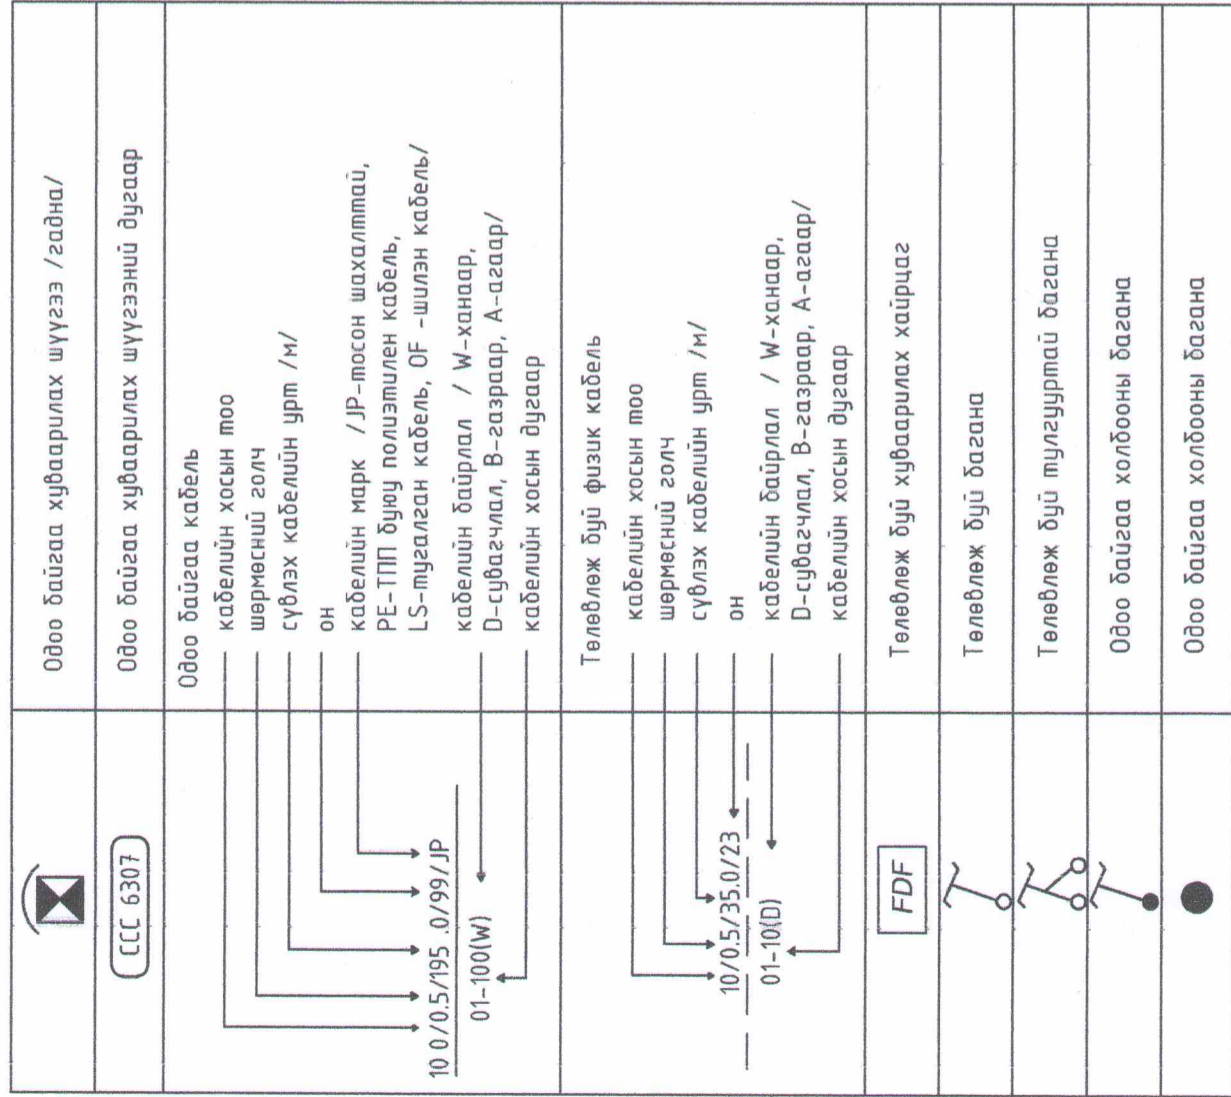 Одоо байгаа хуваарилах шүүгээ /гадна/
CCC 6307
Одоо байгаа хуваарилах шүүгээний дугаар
Одоо байгаа кабель
кабелийн хосын тоо
шөрмөсний голч
сүвлэх кабелийн урт /м/
он
кабелийн марк /JP-тосон шахалттай,
PE-ТПП буюу полиэтилен кабель,
LS-тугалган кабель, OF -шилэн кабель/
кабелийн байрлал / W-ханаар,
D-сувагчлал, B-газраар, A-агаар/
кабелийн хосын дугаар
10 0/0.5/195 .0/99/JP
01-100(W)
Төлөвлөж буй физик кабель
кабелийн хосын тоо
шөрмөсний голч
сүвлэх кабелийн урт /м/
он
кабелийн байрлал / W-ханаар,
D-сувагчлал, B-газраар, A-агаар/
кабелийн хосын дугаар
10/0.5/35.0/23
01-10(D)
FDF
Төлөвлөж буй хуваарилах хайрцаг
Төлөвлөж буй багана
Төлөвлөж буй тулгууртай багана
Одоо байгаа холбооны багана
Одоо байгаа холбооны багана